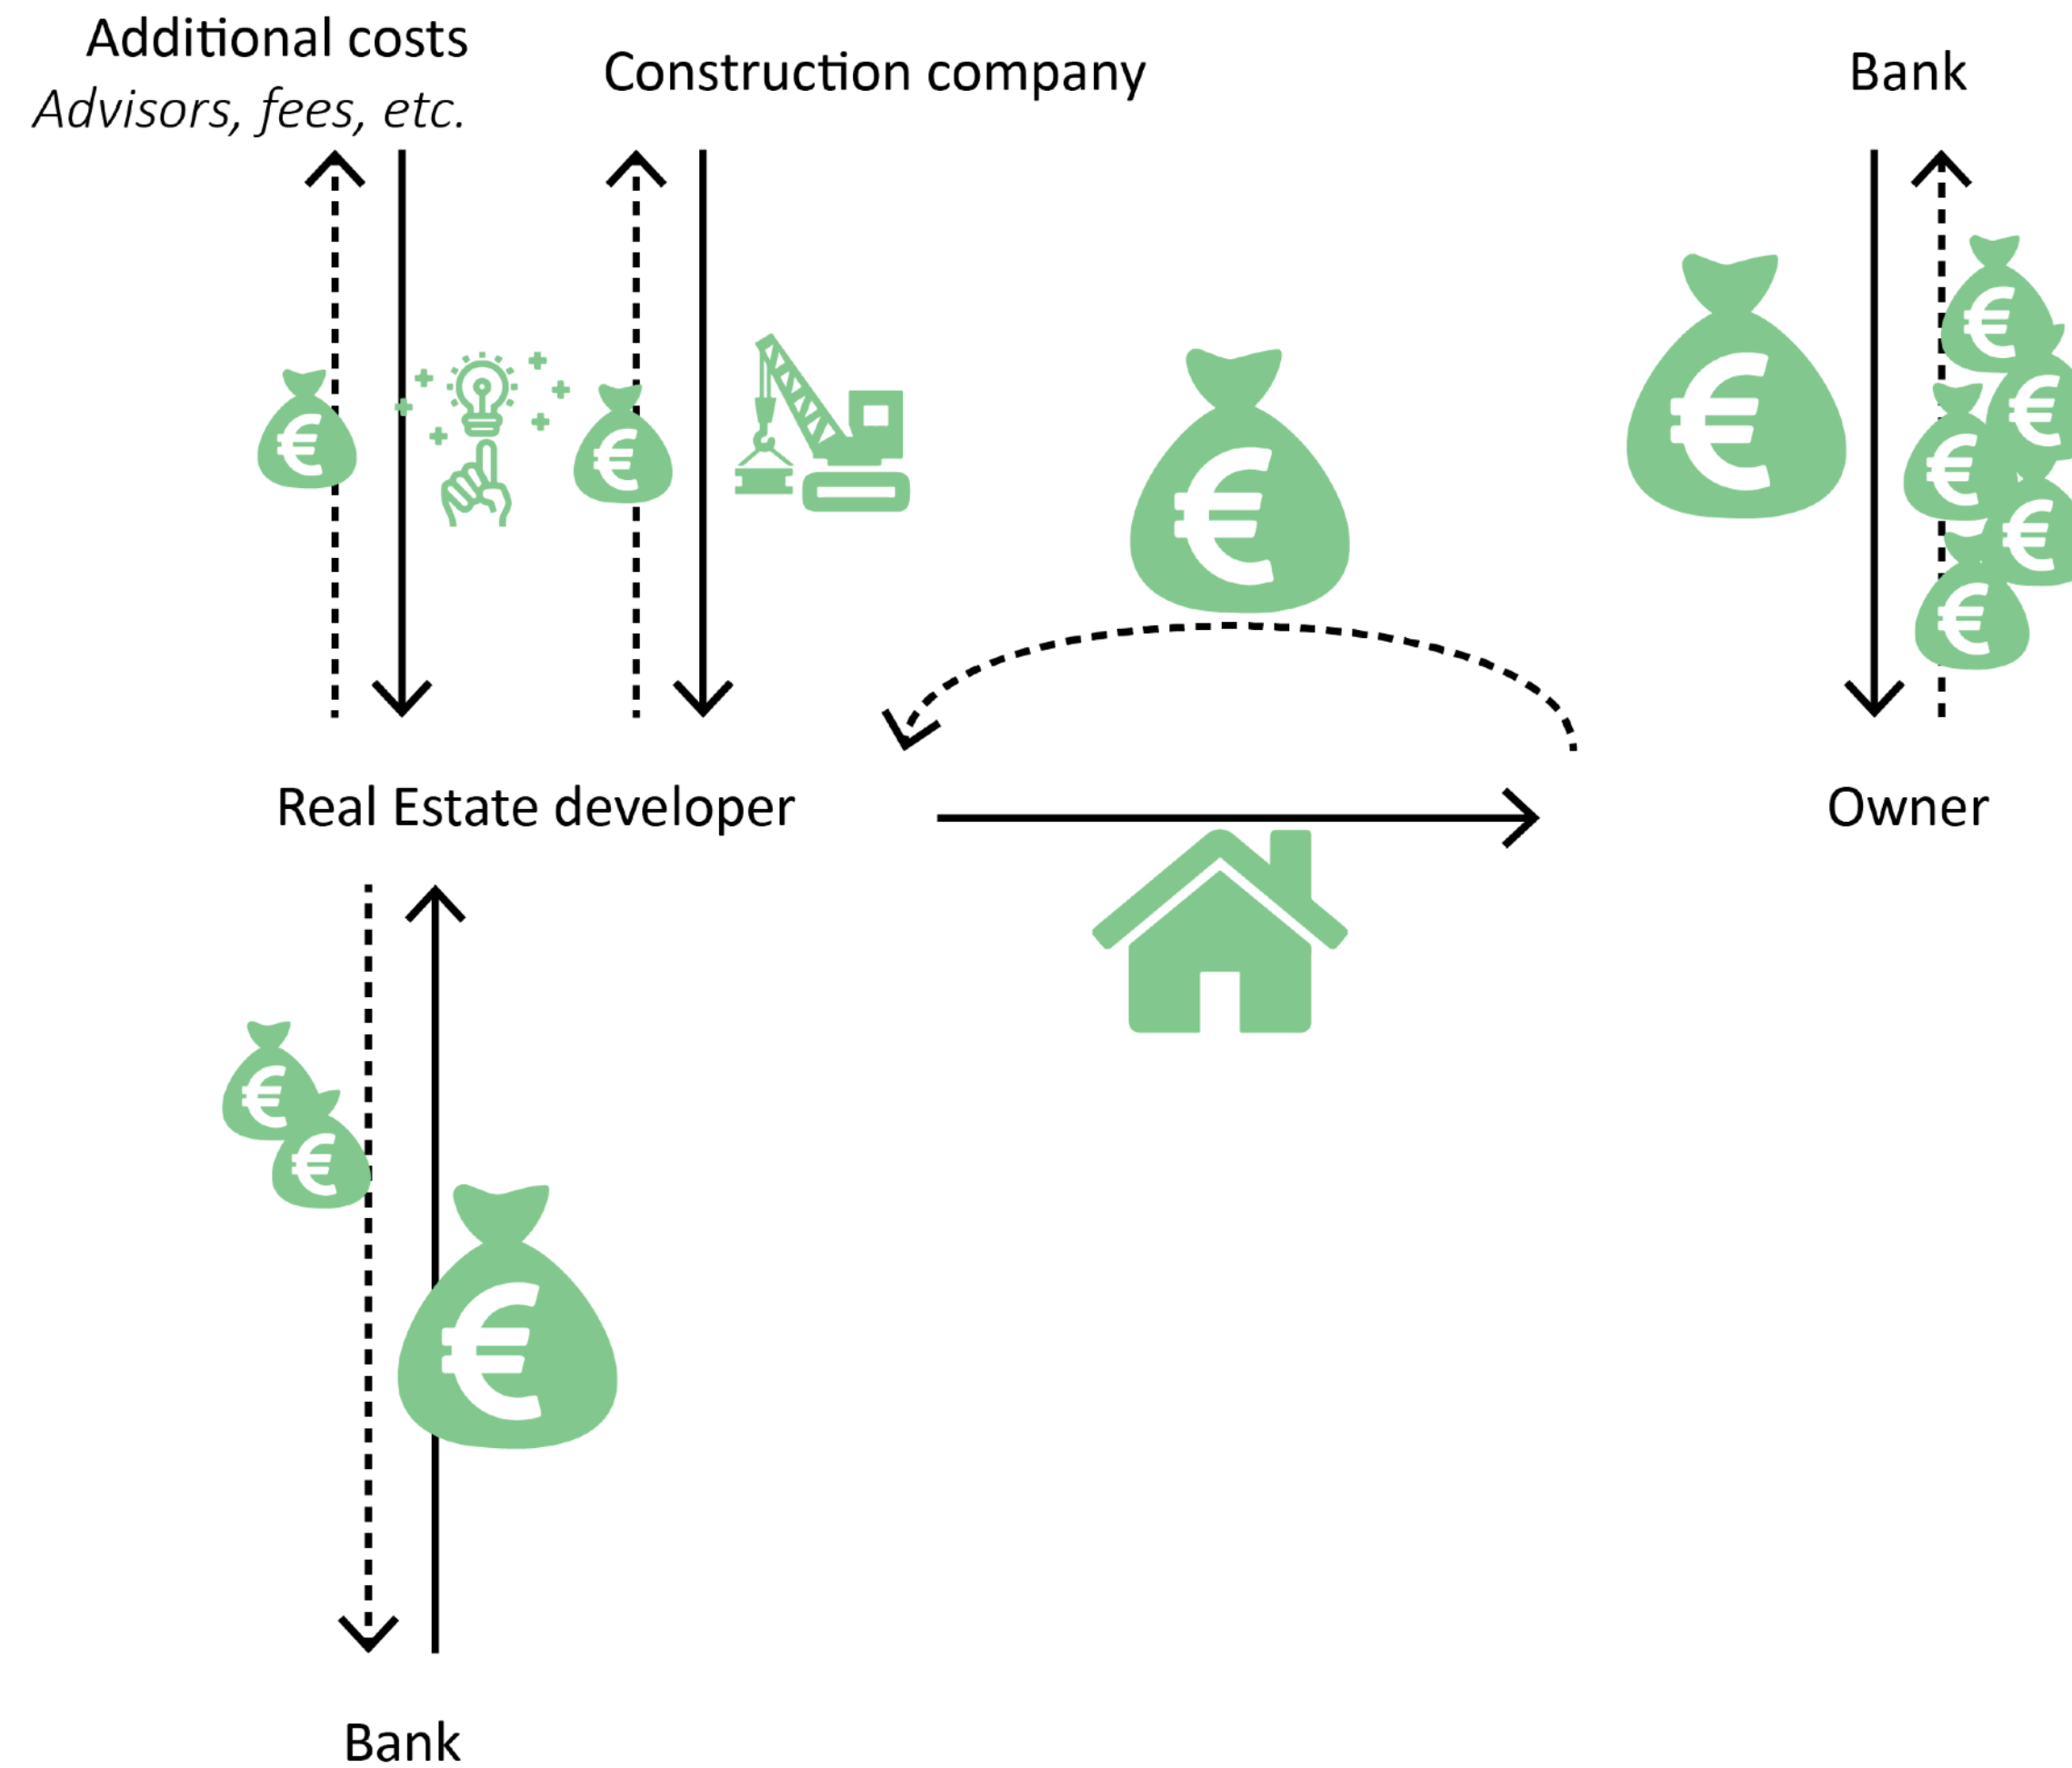 Additional costs
Advisors, fees, etc.
Construction company
Bank
€
€
€
€
€
€
€
€
€
Real Estate developer
Owner
€
€
€
Bank